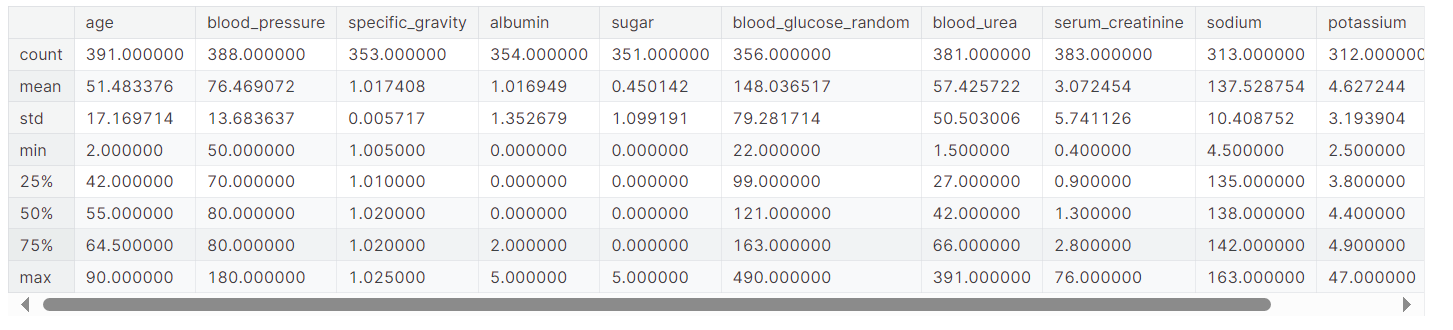 age blood_pressure specific_gravity albumin sugar blood_glucose_random blood_urea serum_creatinine sodium potassium
count 391.000000 388.000000 353.000000 354.000000 351.000000 356.000000 381.000000 383.000000 313.000000 312.000000
mean 51.483376 76.469072 1.017408 1.016949 0.450142 148.036517 57.425722 3.072454 137.528754 4.627244
std 17.169714 13.683637 0.005717 1.352679 1.099191 79.281714 50.503006 5.741126 10.408752 3.193904
min 2.000000 50.000000 1.005000 0.000000 0.000000 22.000000 1.500000 0.400000 4.500000 2.500000
25% 42.000000 70.000000 1.010000 0.000000 0.000000 99.000000 27.000000 0.900000 135.000000 3.800000
50% 55.000000 80.000000 1.020000 0.000000 0.000000 121.000000 42.000000 1.300000 138.000000 4.400000
75% 64.500000 80.000000 1.020000 2.000000 0.000000 163.000000 66.000000 2.800000 142.000000 4.900000
max 90.000000 180.000000 1.025000 5.000000 5.000000 490.000000 391.000000 76.000000 163.000000 47.000000